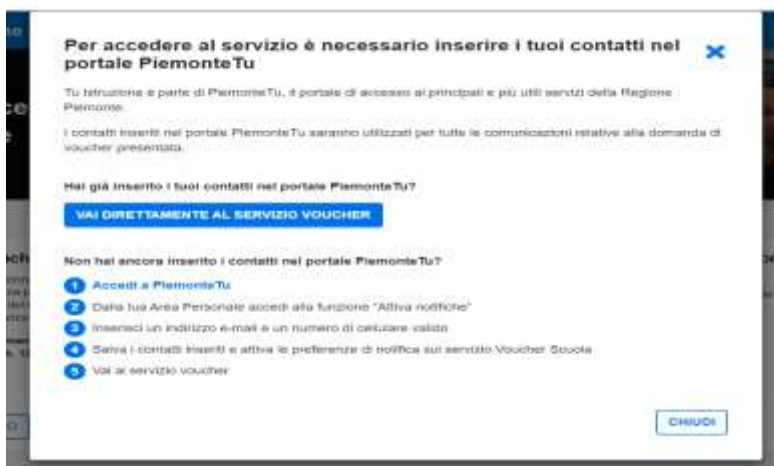 Per accedere al servizio è necessario inserire i tuoi contatti nel
portale PiemonteTu
Tu Istruzione è parte di PiemonteTu, il portale di accesso ai principali e più utili servizi della Regione
Piemonte.
I contatti inseriti nel portale PiemonteTu saranno utilizzati per tutte le comunicazioni relative alla domanda di
voucher presentata.
Hai già inserito i tuoi contatti nel portale PiemonteTu?
VAI DIRETTAMENTE AL SERVIZIO VOUCHER
Non hai ancora inserito i contatti nel portale PiemonteTu?
1 Accedi a PiemonteTu
2 Dalla tua Area Personale accedi alla funzione "Attiva notifiche"
3 Inserisci un indirizzo e-mail e un numero di cellulare valido
4 Salva i contatti inseriti e attiva le preferenze di notifica sul servizio Voucher Scuola
5 Vai al servizio voucher
CHIUDI